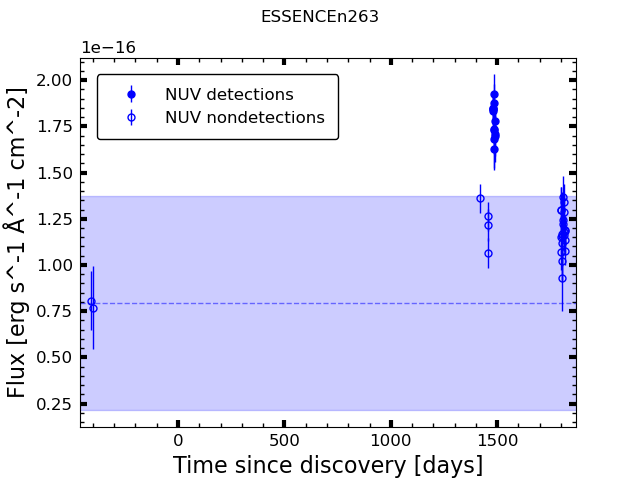 ESSENCEn263
1e−16
2.00
1.75
1.50
1.25
1.00
0.75
0.50
0.25
Flux [erg s^-1 Å^-1 cm^-2]
NUV detections
NUV nondetections
0
500
1000
1500
Time since discovery [days]